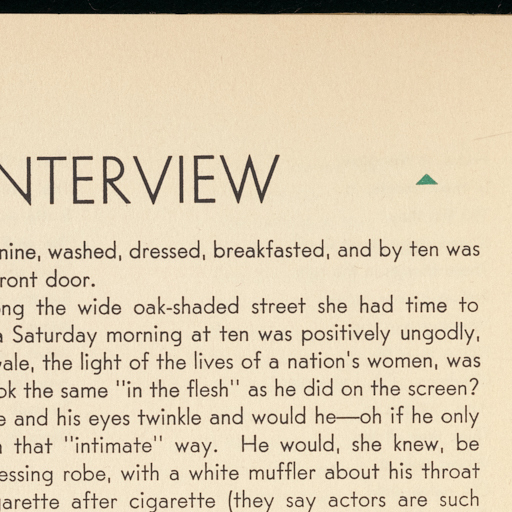 NTERVIEW
nine, washed, dressed, breakfasted, and by ten was
ront door.
ng the wide oak-shaded street she had time to
a Saturday morning at ten was positively ungodly,
vale, the light of the lives of a nation's women, was
ok the same "in the flesh" as he did on the screen?
e and his eyes twinkle and would he—oh if he only
that "intimate" way. He would, she knew, be
essing robe, with a white muffler about his throat
garette after cigarette (they say actors are such